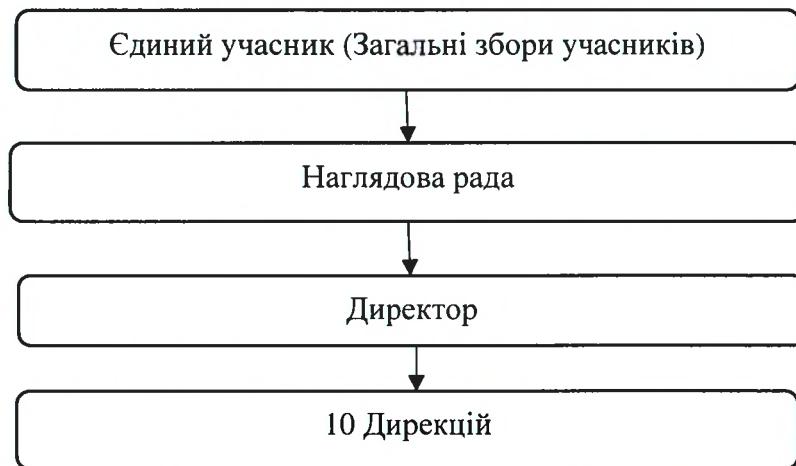 Єдиний учасник (Загальні збори учасників)
Наглядова рада
Директор
10 Дирекцій